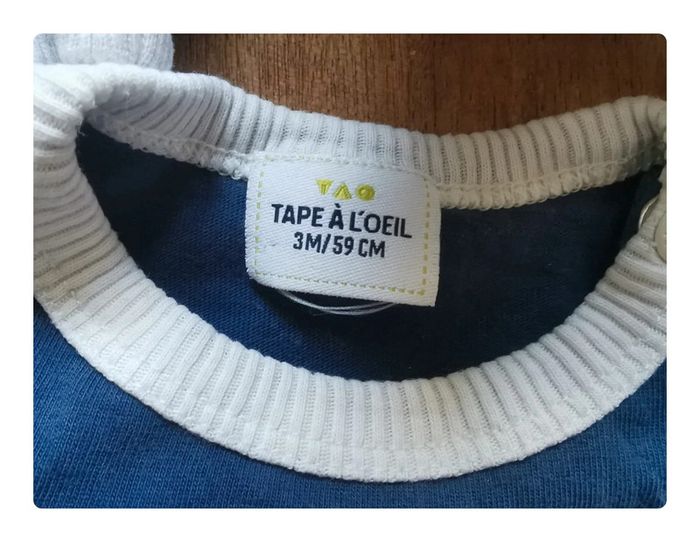 TAO
TAPE À L'OEIL
3M/59 CM